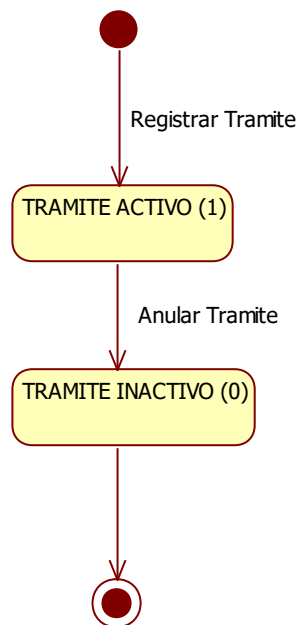 Registrar Tramite
TRAMITE ACTIVO (1)
Anular Tramite
TRAMITE INACTIVO (0)